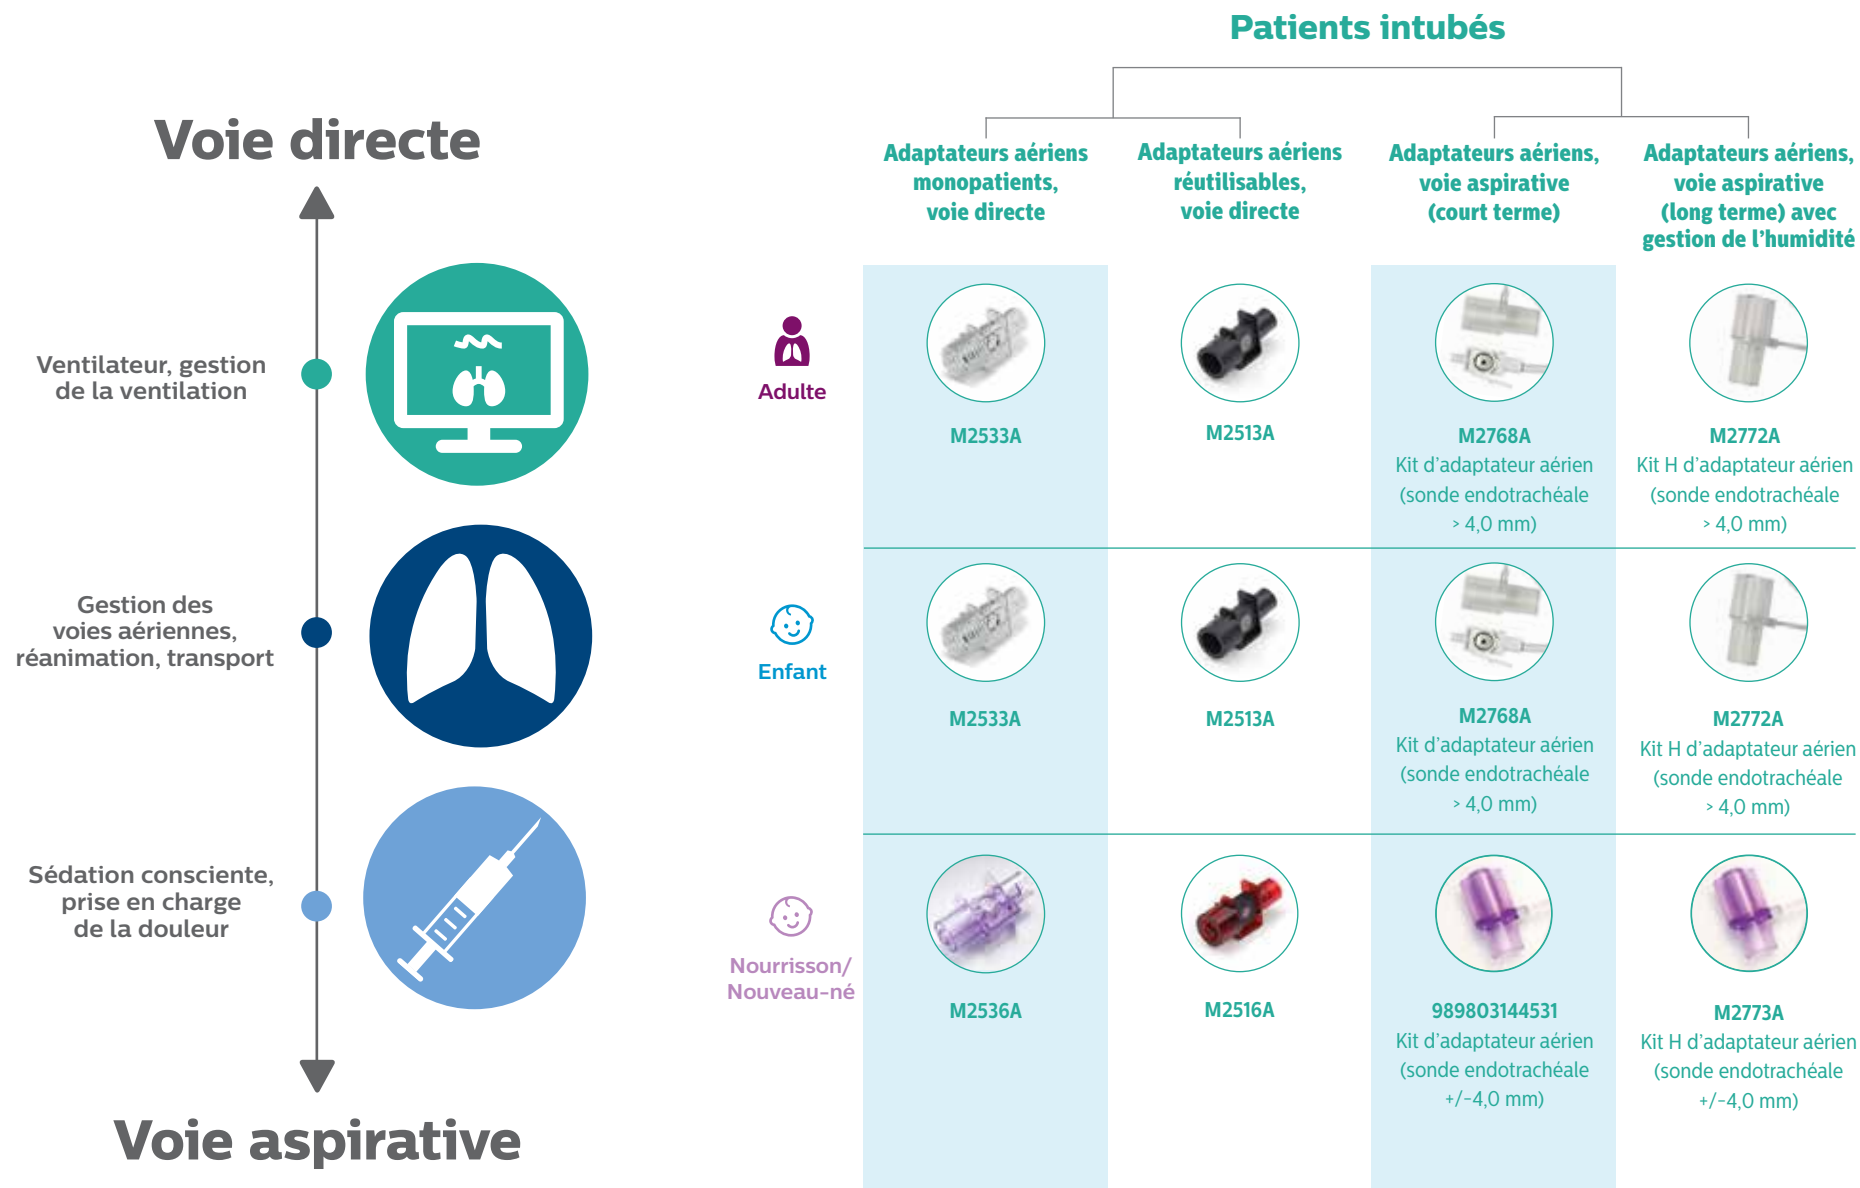 Patients intubés
Voie directe
Ventilateur, gestion
de la ventilation
Gestion des
voies aériennes,
réanimation, transport
Sédation consciente,
prise en charge
de la douleur
Voie aspirative
Adaptateurs aériens
monopatients,
voie directe
Adaptateurs aériens
réutilisables,
voie directe
Adaptateurs aériens,
voie aspirative
(court terme)
Adaptateurs aériens,
voie aspirative
(long terme) avec
gestion de l'humidité
Adulte
M2533A
M2513A
M2768A
Kit d'adaptateur aérien
(sonde endotrachéale
> 4,0 mm)
M2772A
Kit H d'adaptateur aérien
(sonde endotrachéale
> 4,0 mm)
Enfant
M2533A
M2513A
M2768A
Kit d'adaptateur aérien
(sonde endotrachéale
> 4,0 mm)
M2772A
Kit H d'adaptateur aérien
(sonde endotrachéale
> 4,0 mm)
Nourrisson/
Nouveau-né
M2536A
M2516A
989803144531
Kit d'adaptateur aérien
(sonde endotrachéale
+/-4,0 mm)
M2773A
Kit H d'adaptateur aérien
(sonde endotrachéale
+/-4,0 mm)